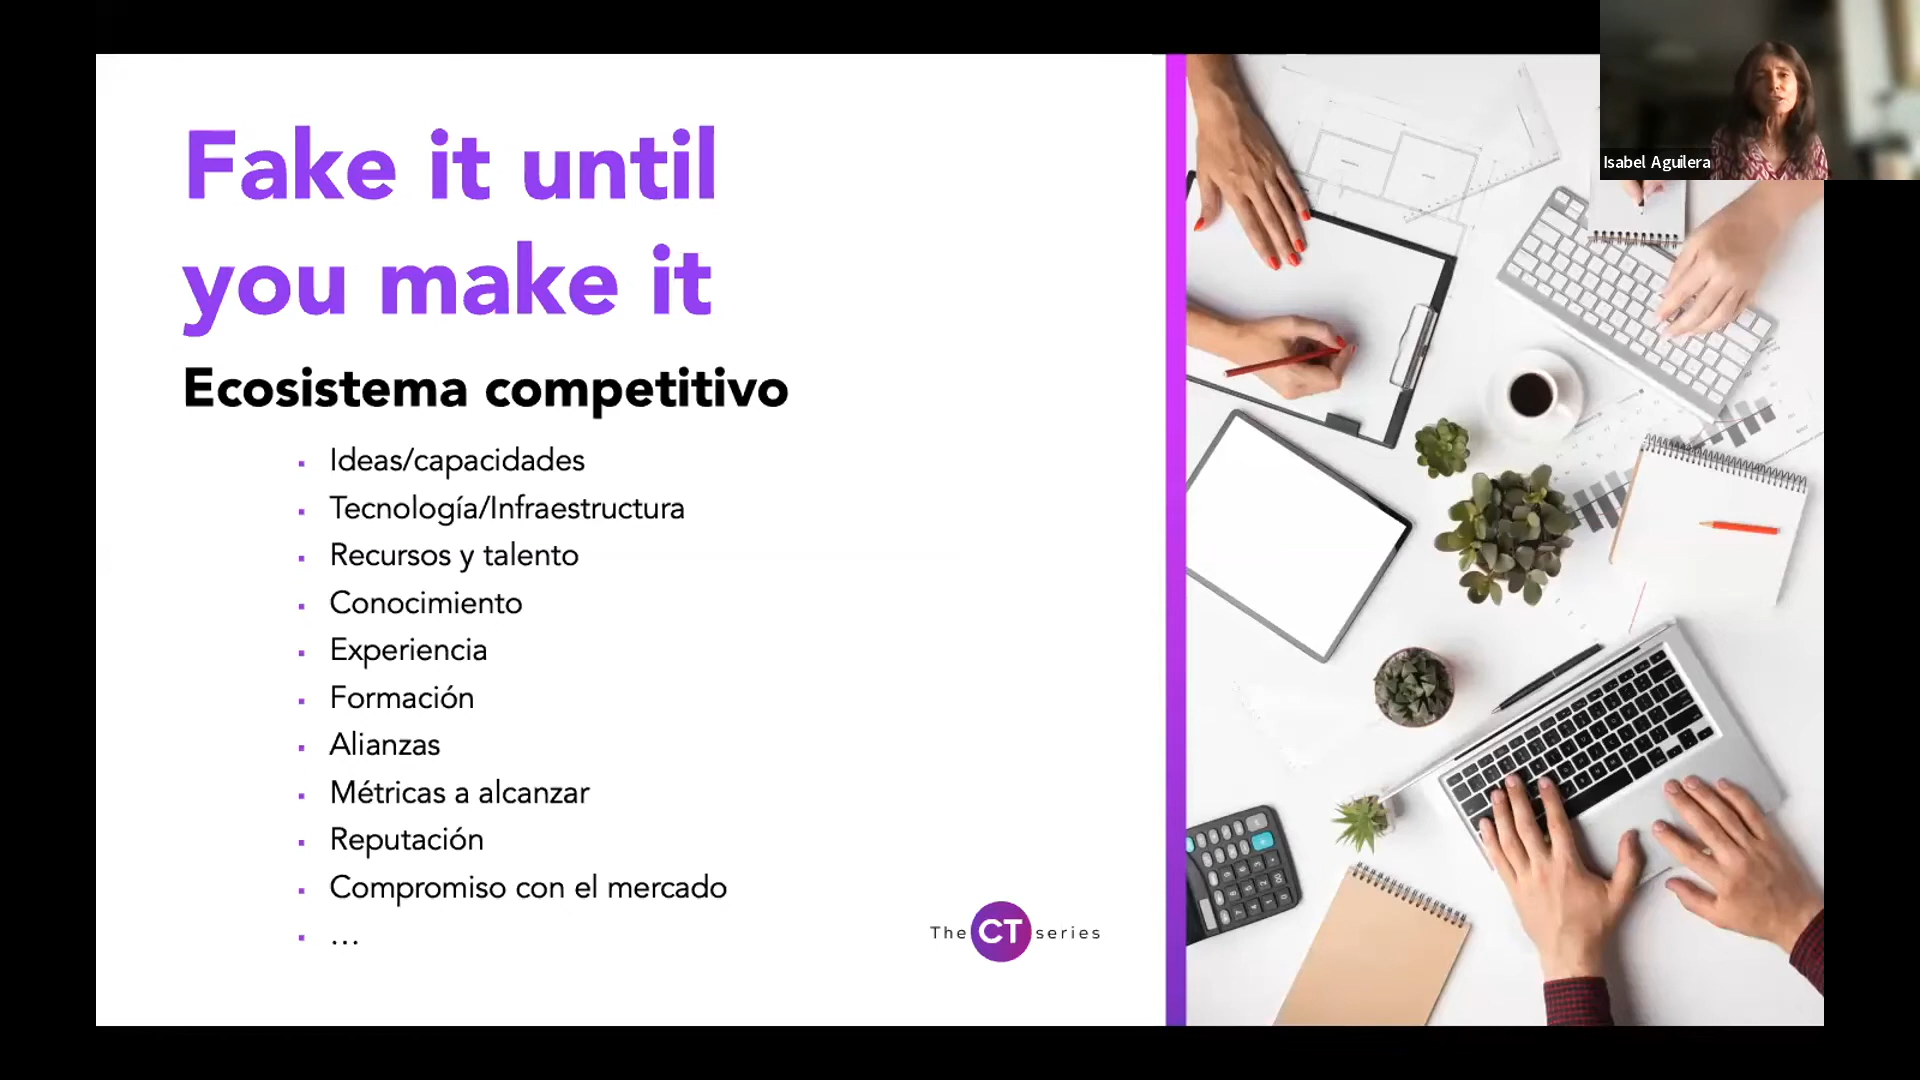 Fake it until
you make it
Ecosistema competitivo
▪ Ideas/capacidades
▪ Tecnología/Infraestructura
▪ Recursos y talento
▪ Conocimiento
▪ Experiencia
▪ Formación
▪ Alianzas
▪ Métricas a alcanzar
▪ Reputación
▪ Compromiso con el mercado
▪ …
The CT series
Isabel Aguilera